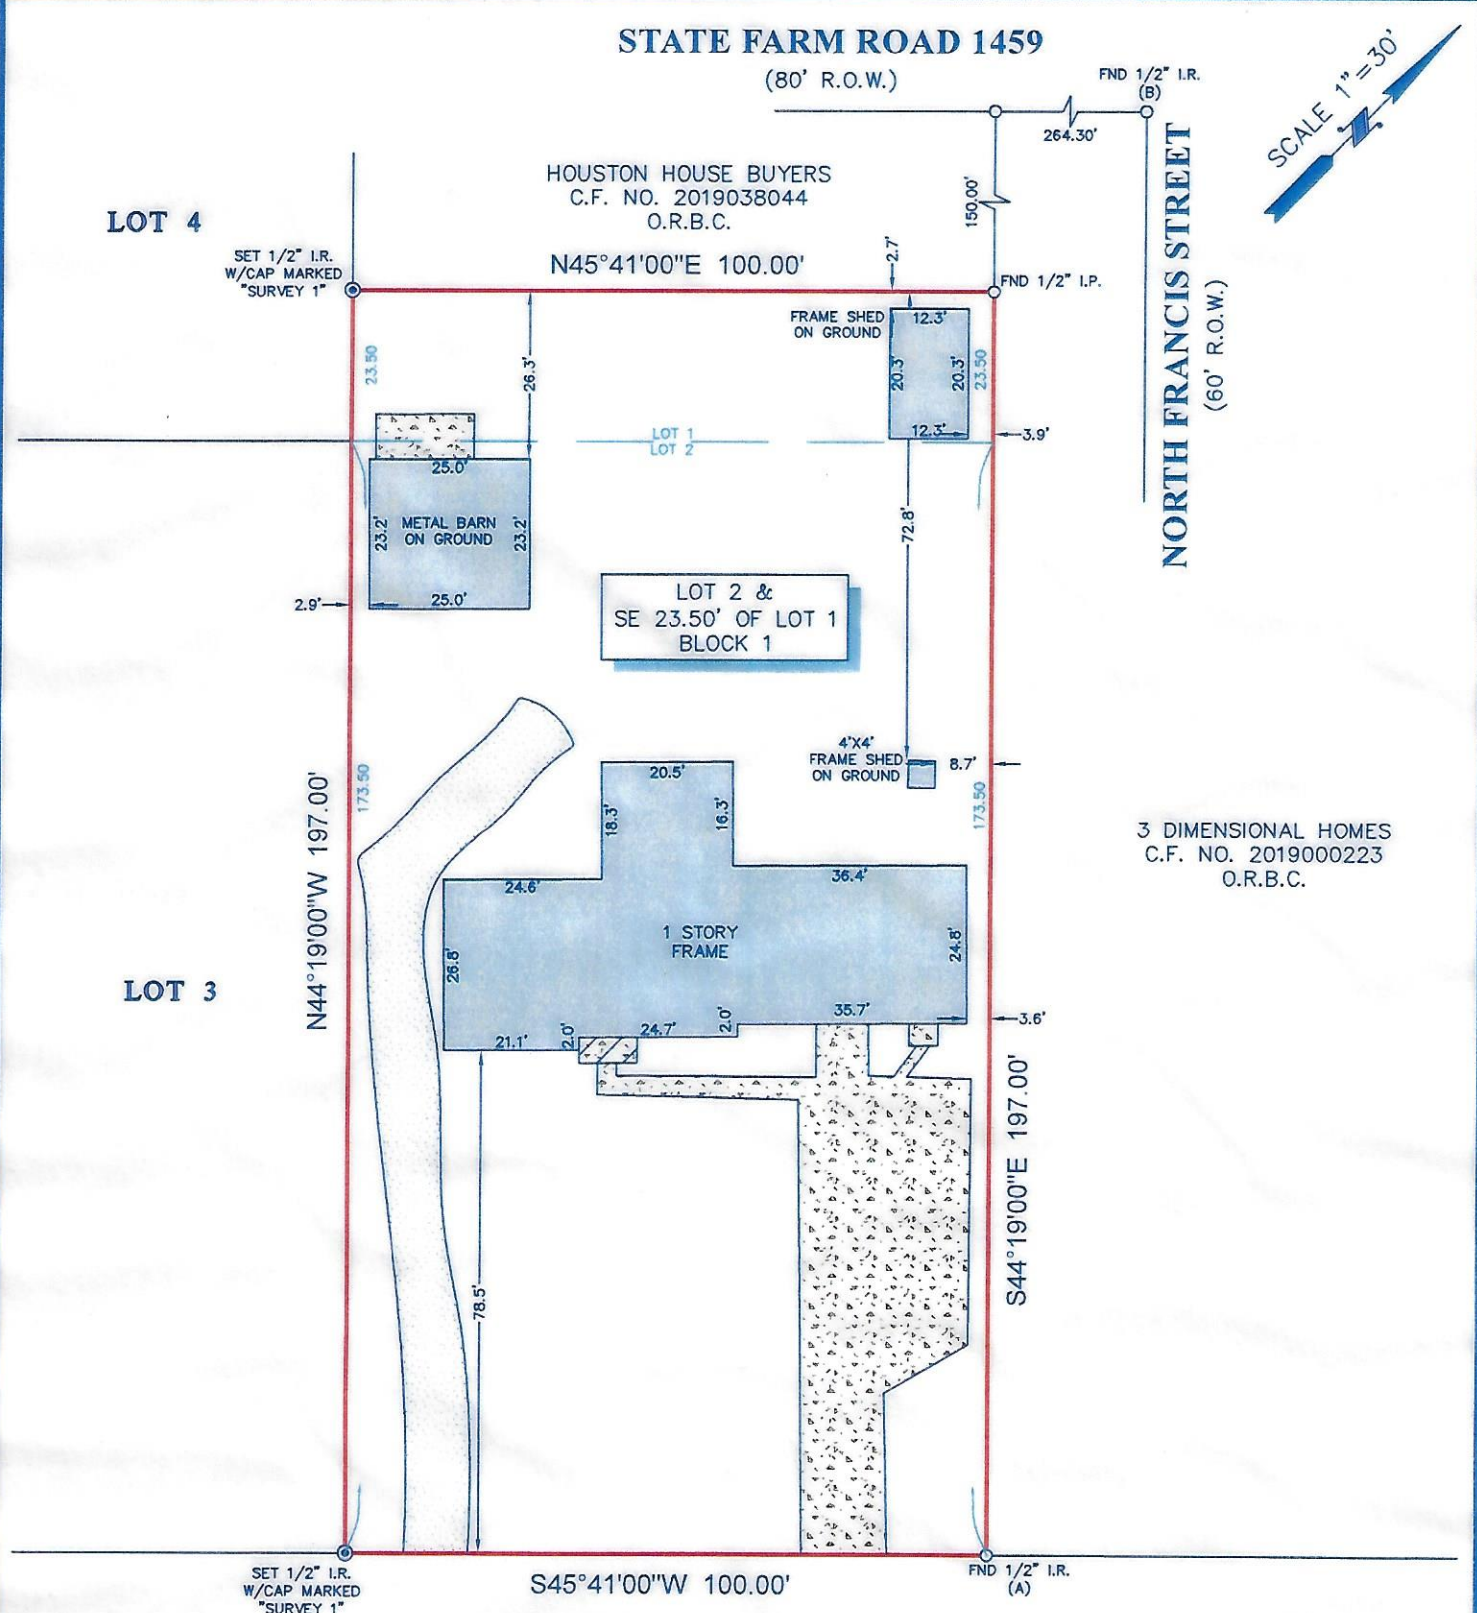 STATE FARM ROAD 1459
(80' R.O.W.)
FND 1/2" I.R.
(B)
SCALE 1"=30'
264.30'
NORTH FRANCIS STREET
(60' R.O.W.)
150.00'
HOUSTON HOUSE BUYERS
C.F. NO. 2019038044
O.R.B.C.
LOT 4
SET 1/2" I.R.
W/CAP MARKED
"SURVEY 1"
N45°41'00"E 100.00'
2.7'
FND 1/2" I.P.
FRAME SHED
ON GROUND
12.3'
20.3'
20.3'
12.3'
23.50
23.50
26.3'
3.9'
LOT 1
LOT 2
25.0'
23.2'
METAL BARN
ON GROUND
23.2'
25.0'
2.9'
72.8'
LOT 2 &
SE 23.50' OF LOT 1
BLOCK 1
4'X4'
FRAME SHED
ON GROUND
8.7'
173.50
173.50
N44°19'00"W 197.00'
20.5'
18.3'
16.3'
24.6'
36.4'
1 STORY
FRAME
26.8'
24.8'
35.7'
24.7'
2.0'
2.0'
21.1'
3.6'
3 DIMENSIONAL HOMES
C.F. NO. 2019000223
O.R.B.C.
LOT 3
S44°19'00"E 197.00'
78.5'
SET 1/2" I.R.
W/CAP MARKED
"SURVEY 1"
S45°41'00"W 100.00'
FND 1/2" I.R.
(A)